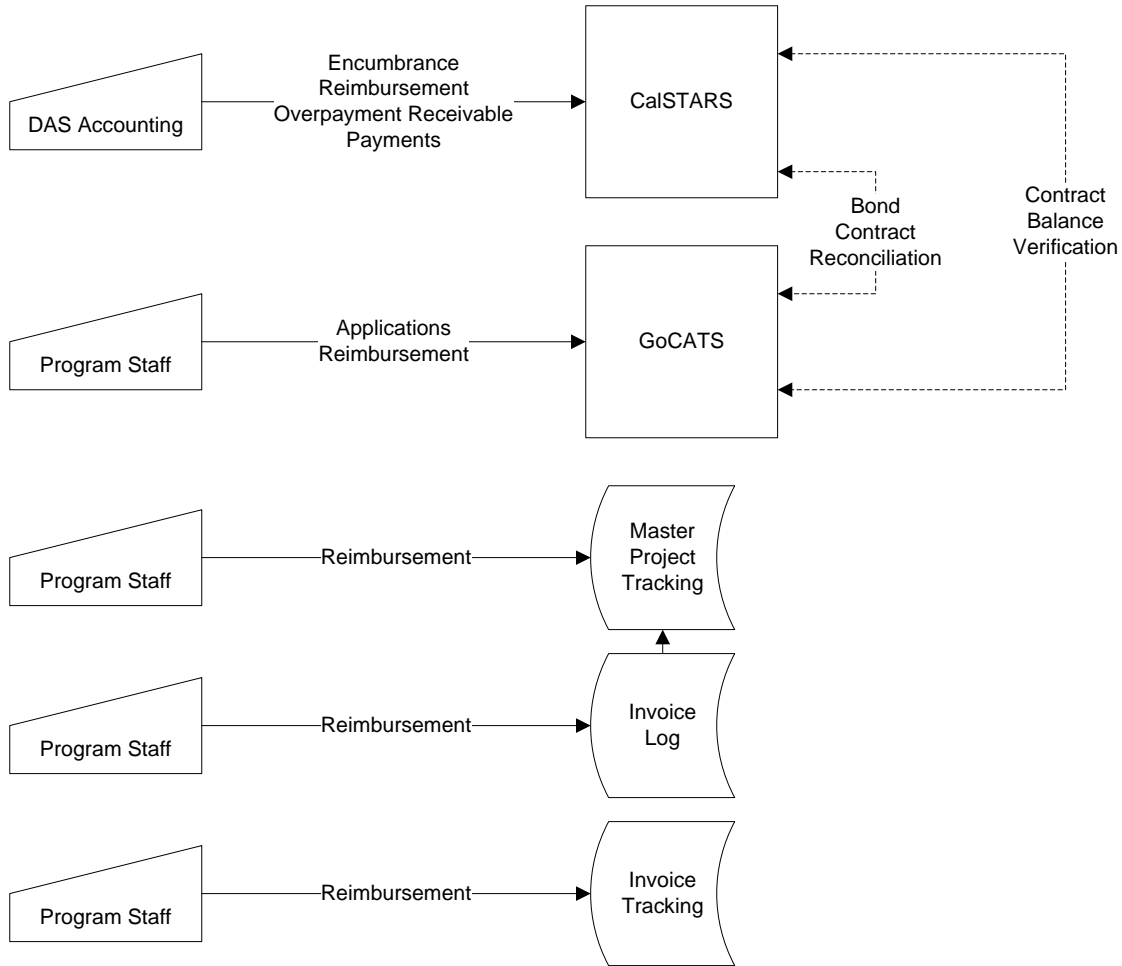 Encumbrance
Reimbursement
Overpayment Receivable
Payments
DAS Accounting
CalSTARS
Bond
Contract
Reconciliation
Contract
Balance
Verification
Applications
Reimbursement
Program Staff
GoCATS
Reimbursement
Program Staff
Master
Project
Tracking
Reimbursement
Program Staff
Invoice
Log
Reimbursement
Program Staff
Invoice
Tracking